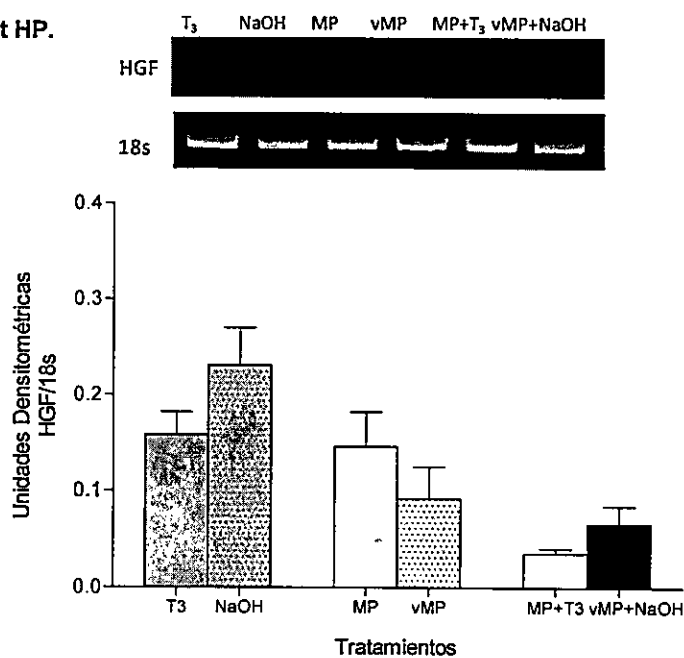 t HP.
T₃ NaOH MP vMP MP+T₃ vMP+NaOH
HGF
18s
0.4
0.3
0.2
0.1
0.0
Unidades Densitométricas
HGF/18s
T3 NaOH MP vMP MP+T3 vMP+NaOH
Tratamientos